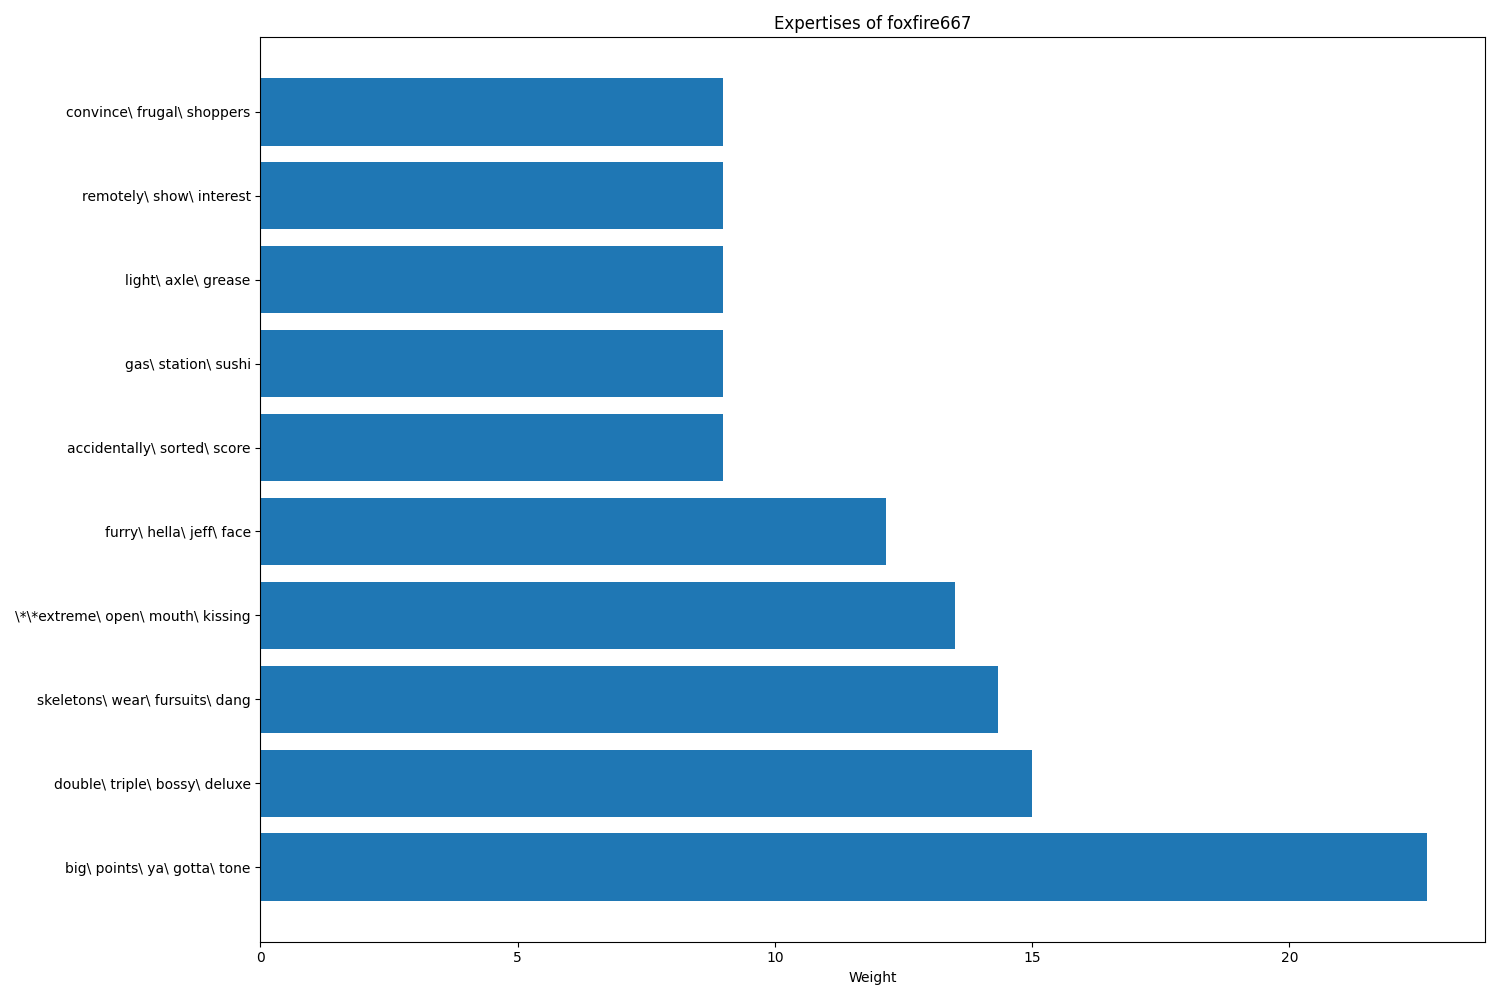 Expertises of foxfire667
convince\ frugal\ shoppers
remotely\ show\ interest
light\ axle\ grease
gas\ station\ sushi
accidentally\ sorted\ score
furry\ hella\ jeff\ face
\*\*extreme\ open\ mouth\ kissing
skeletons\ wear\ fursuits\ dang
double\ triple\ bossy\ deluxe
big\ points\ ya\ gotta\ tone
0 5 10 15 20
Weight